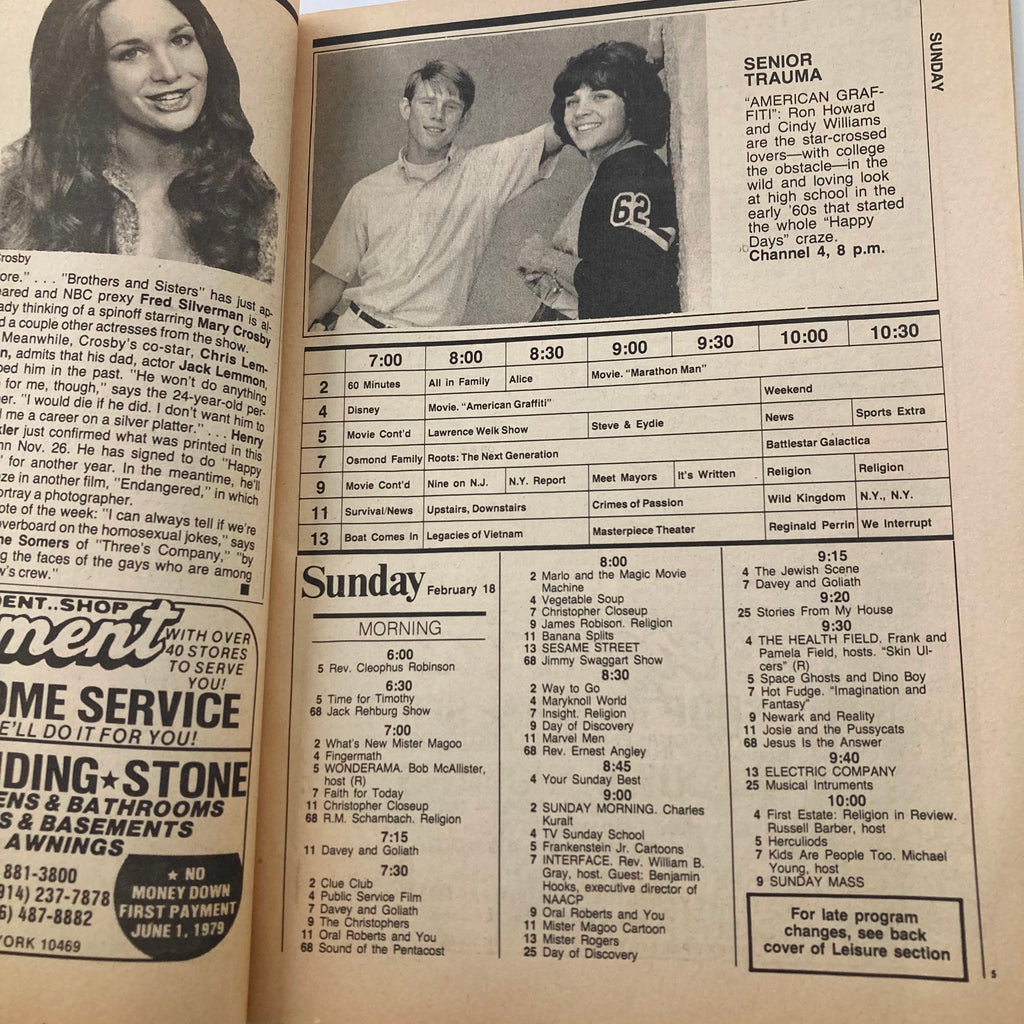 Crosby
ore." . . . "Brothers and Sisters" has just ap-
eared and NBC prexy Fred Silverman is al-
ady thinking of a spinoff starring Mary Crosby
d a couple other actresses from the show.
Meanwhile, Crosby's co-star, Chris Lem-
n, admits that his dad, actor Jack Lemmon,
ped him in the past. "He won't do anything
for me, though," says the 24-year-old per-
er. "I would die if he did. I don't want him to
d me a career on a silver platter." . . . Henry
ler just confirmed what was printed in this
nn Nov. 26. He has signed to do "Happy
" for another year. In the meantime, he'll
ze in another film, "Endangered," in which
ortray a photographer.
ote of the week: "I can always tell if we're
overboard on the homosexual jokes," says
ne Somers of "Three's Company," "by
g the faces of the gays who are among
w's crew."
DENT..SHOP
ment
WITH OVER
40 STORES
TO SERVE
YOU!
OME SERVICE
E'LL DO IT FOR YOU!
DING★STONE
ENS & BATHROOMS
S & BASEMENTS
AWNINGS
881-3800
914) 237-7878
6) 487-8882
YORK 10469
★ NO
MONEY DOWN
FIRST PAYMENT
JUNE 1, 1979
SUNDAY
62
SENIOR
TRAUMA
"AMERICAN GRAF-
FITI": Ron Howard
and Cindy Williams
are the star-crossed
lovers—with college
the obstacle—in the
wild and loving look
at high school in the
early '60s that started
the whole "Happy
Days" craze.
Channel 4, 8 p.m.
7:00 8:00 8:30 9:00 9:30 10:00 10:30
2 60 Minutes All in Family Alice Movie. "Marathon Man"
4 Disney Movie. "American Graffiti" Weekend
5 Movie Cont'd Lawrence Welk Show Steve & Eydie News Sports Extra
7 Osmond Family Roots: The Next Generation Battlestar Galactica
9 Movie Cont'd Nine on N.J. N.Y. Report Meet Mayors It's Written Religion Religion
11 Survival/News Upstairs, Downstairs Crimes of Passion Wild Kingdom N.Y., N.Y.
13 Boat Comes In Legacies of Vietnam Masterpiece Theater Reginald Perrin We Interrupt
Sunday February 18
MORNING
6:00
5 Rev. Cleophus Robinson
6:30
5 Time for Timothy
68 Jack Rehburg Show
7:00
2 What's New Mister Magoo
4 Fingermath
5 WONDERAMA. Bob McAllister,
host (R)
7 Faith for Today
11 Christopher Closeup
68 R.M. Schambach. Religion
7:15
11 Davey and Goliath
7:30
2 Clue Club
4 Public Service Film
7 Davey and Goliath
9 The Christophers
11 Oral Roberts and You
68 Sound of the Pentacost
8:00
2 Marlo and the Magic Movie
Machine
4 Vegetable Soup
7 Christopher Closeup
9 James Robison. Religion
11 Banana Splits
13 SESAME STREET
68 Jimmy Swaggart Show
8:30
2 Way to Go
4 Maryknoll World
7 Insight. Religion
9 Day of Discovery
11 Marvel Men
68 Rev. Ernest Angley
8:45
4 Your Sunday Best
9:00
2 SUNDAY MORNING. Charles
Kuralt
4 TV Sunday School
5 Frankenstein Jr. Cartoons
7 INTERFACE. Rev. William B.
Gray, host. Guest: Benjamin
Hooks, executive director of
NAACP
9 Oral Roberts and You
11 Mister Magoo Cartoon
13 Mister Rogers
25 Day of Discovery
9:15
4 The Jewish Scene
7 Davey and Goliath
9:20
25 Stories From My House
9:30
4 THE HEALTH FIELD. Frank and
Pamela Field, hosts. "Skin Ul-
cers" (R)
5 Space Ghosts and Dino Boy
7 Hot Fudge. "Imagination and
Fantasy"
9 Newark and Reality
11 Josie and the Pussycats
68 Jesus Is the Answer
9:40
13 ELECTRIC COMPANY
25 Musical Intruments
10:00
4 First Estate: Religion in Review.
Russell Barber, host
5 Herculiods
7 Kids Are People Too. Michael
Young, host
9 SUNDAY MASS
For late program
changes, see back
cover of Leisure section
5